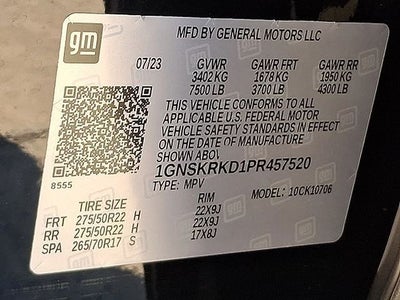 gm
MFD BY GENERAL MOTORS LLC
07/23 GVWR GAWR FRT GAWR RR
3402 KG 1678 KG 1950 KG
7500 LB 3700 LB 4300 LB
THIS VEHICLE CONFORMS TO ALL
APPLICABLE U.S. FEDERAL MOTOR
VEHICLE SAFETY STANDARDS
IN EFFECT ON THE DATE OF MANUFACTURE
SHOWN ABOVE
1GNSKRKD1PR457520
8555 TYPE: MPV MODEL: 10CK10706
TIRE SIZE RIM
FRT 275/50R22 H 22X9J
RR 275/50R22 H 22X9J
SPA 265/70R17 S 17X8J